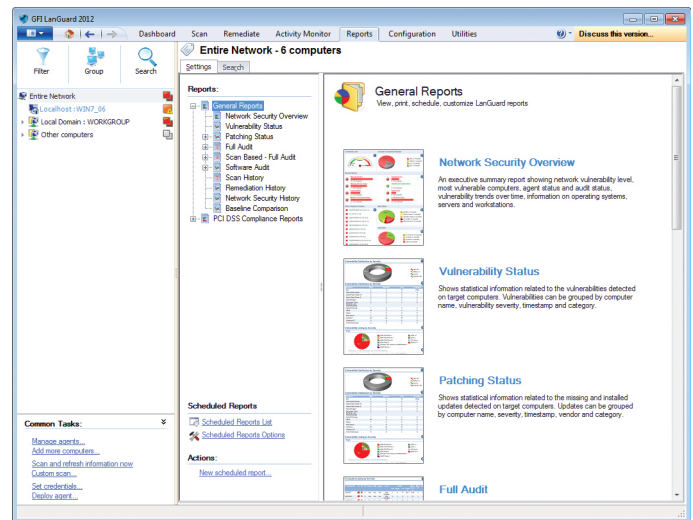 GFI LanGuard 2012
Dashboard Scan Remediate Activity Monitor Reports Configuration Utilities Discuss this version...
Filter Group Search
Entire Network
Localhost : WIN7_06
Local Domain : WORKGROUP
Other computers
Common Tasks:
Manage agents...
Add more computers...
Scan and refresh information now
Custom scan...
Set credentials...
Deploy agent...
Entire Network - 6 computers
Settings Search
Reports:
General Reports
Network Security Overview
Vulnerability Status
Patching Status
Full Audit
Scan Based - Full Audit
Software Audit
Scan History
Remediation History
Network Security History
Baseline Comparison
PCI DSS Compliance Reports
Scheduled Reports
Scheduled Reports List
Scheduled Reports Options
Actions:
New scheduled report...
General Reports
View, print, schedule, customize LanGuard reports
Network Security Overview
An executive summary report showing network vulnerability level,
most vulnerable computers, agent status and audit status,
vulnerability trends over time, information on operating systems,
servers and workstations.
Vulnerability Status
Shows statistical information related to the vulnerabilities detected
on target computers. Vulnerabilities can be grouped by computer
name, vulnerability severity, timestamp and category.
Patching Status
Shows statistical information related to the missing and installed
updates detected on target computers. Updates can be grouped
by computer name, severity, timestamp, vendor and category.
Full Audit